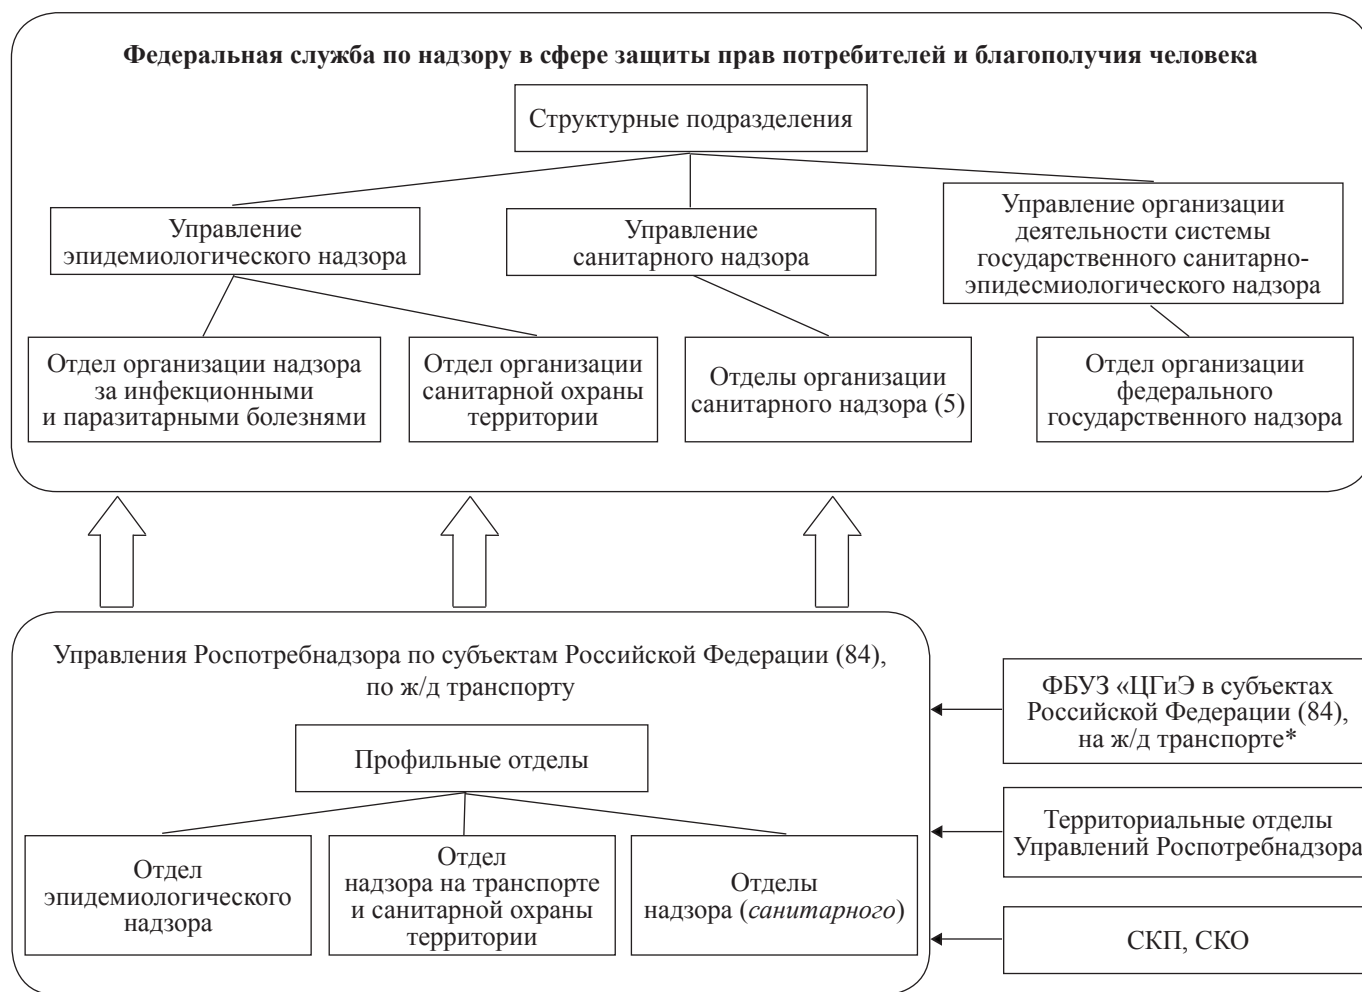 Федеральная служба по надзору в сфере защиты прав потребителей и благополучия человека
Структурные подразделения
Управление
эпидемиологического надзора
Управление
санитарного надзора
Управление организации
деятельности системы
государственного санитарно-
эпидесмиологического надзора
Отдел организации надзора
за инфекционными
и паразитарными болезнями
Отдел организации
санитарной охраны
территории
Отделы организации
санитарного надзора (5)
Отдел организации
федерального
государственного надзора
Управления Роспотребнадзора по субъектам Российской Федерации (84),
по ж/д транспорту
Профильные отделы
Отдел
эпидемиологического
надзора
Отдел
надзора на транспорте
и санитарной охраны
территории
Отделы
надзора (санитарного)
ФБУЗ «ЦГиЭ в субъектах
Российской Федерации (84),
на ж/д транспорте*
Территориальные отделы
Управлений Роспотребнадзора
СКП, СКО